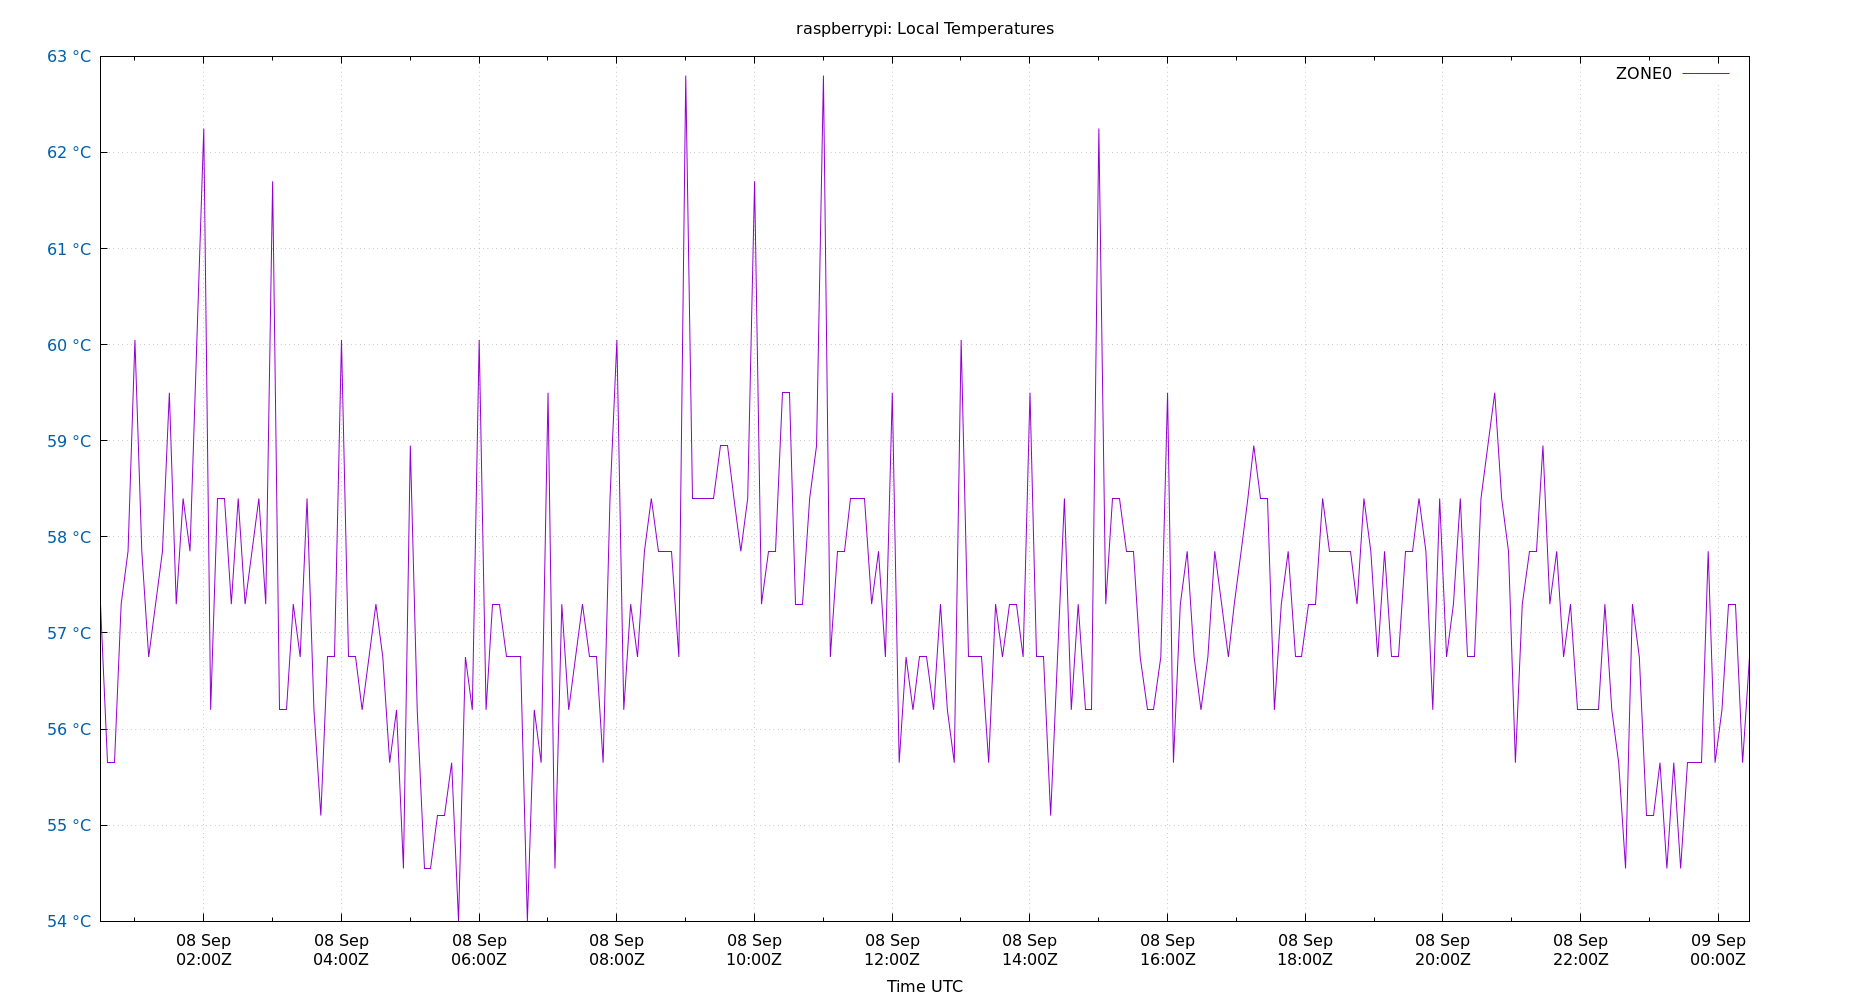 raspberrypi: Local Temperatures
63 °C
ZONE0
62 °C
61 °C
60 °C
59 °C
58 °C
57 °C
56 °C
55 °C
54 °C
08 Sep 08 Sep 08 Sep 08 Sep 08 Sep 08 Sep 08 Sep 08 Sep 08 Sep 08 Sep 08 Sep 09 Sep
02:00Z 04:00Z 06:00Z 08:00Z 10:00Z 12:00Z 14:00Z 16:00Z 18:00Z 20:00Z 22:00Z 00:00Z
Time UTC